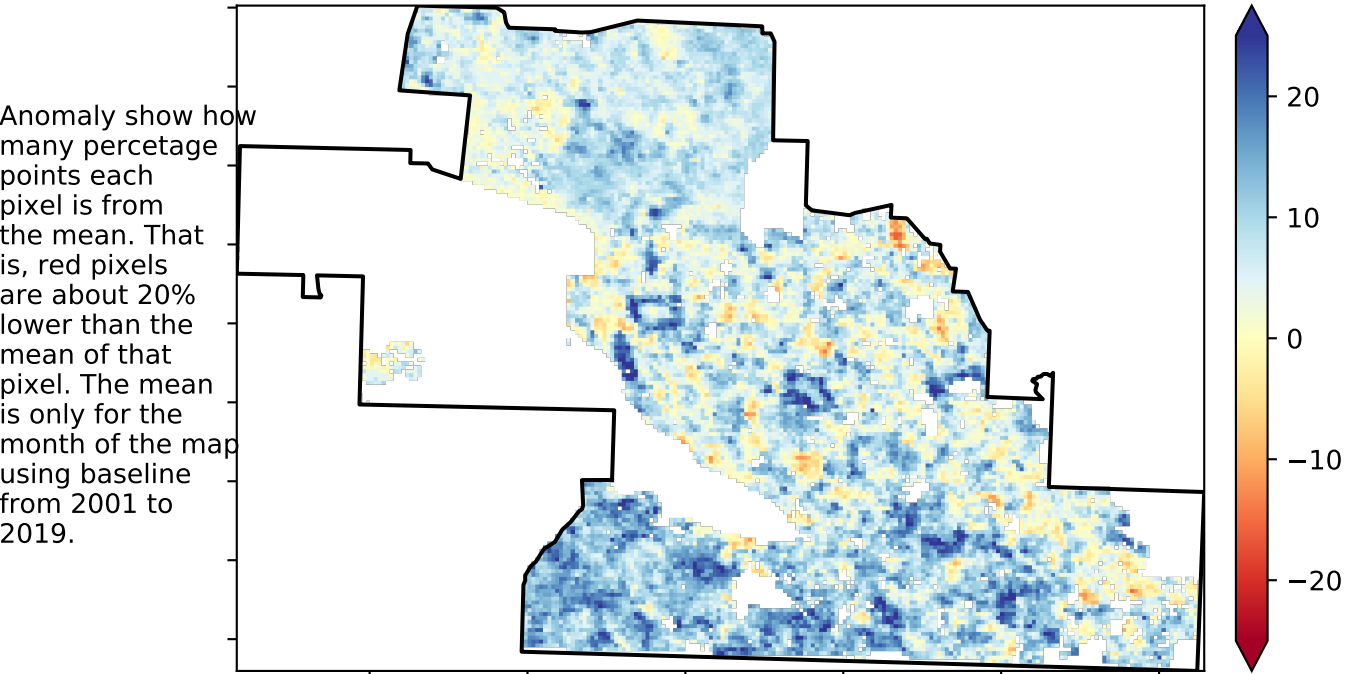 Anomaly show how
many percetage
points each
pixel is from
the mean. That
is, red pixels
are about 20%
lower than the
mean of that
pixel. The mean
is only for the
month of the map
using baseline
from 2001 to
2019.
20
10
0
−10
−20